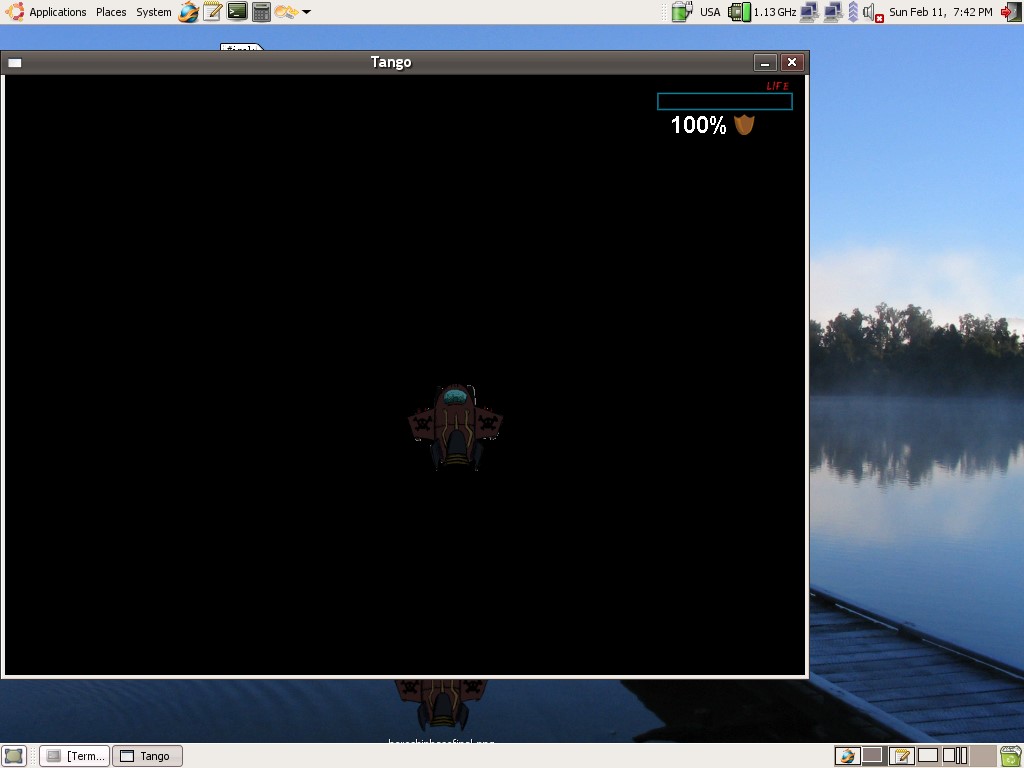 Applications Places System USA 1.13 GHz Sun Feb 11, 7:42 PM
Tango
LIFE
100%
[Term... Tango